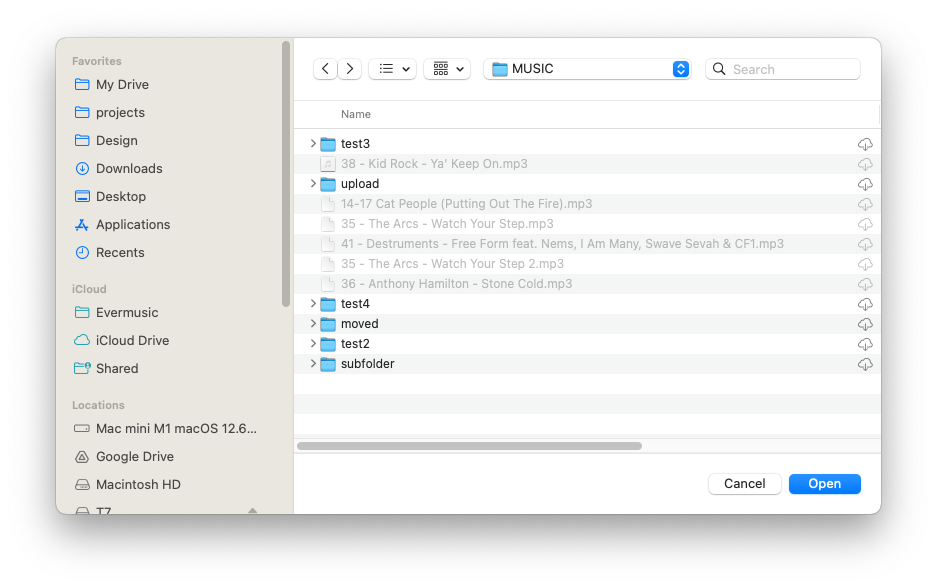 Favorites
My Drive
projects
Design
Downloads
Desktop
Applications
Recents
iCloud
Evermusic
iCloud Drive
Shared
Locations
Mac mini M1 macOS 12.6...
Google Drive
Macintosh HD
T7
MUSIC
Search
Name
test3
38 - Kid Rock - Ya' Keep On.mp3
upload
14-17 Cat People (Putting Out The Fire).mp3
35 - The Arcs - Watch Your Step.mp3
41 - Destruments - Free Form feat. Nems, I Am Many, Swave Sevah & CF1.mp3
35 - The Arcs - Watch Your Step 2.mp3
36 - Anthony Hamilton - Stone Cold.mp3
test4
moved
test2
subfolder
Cancel
Open